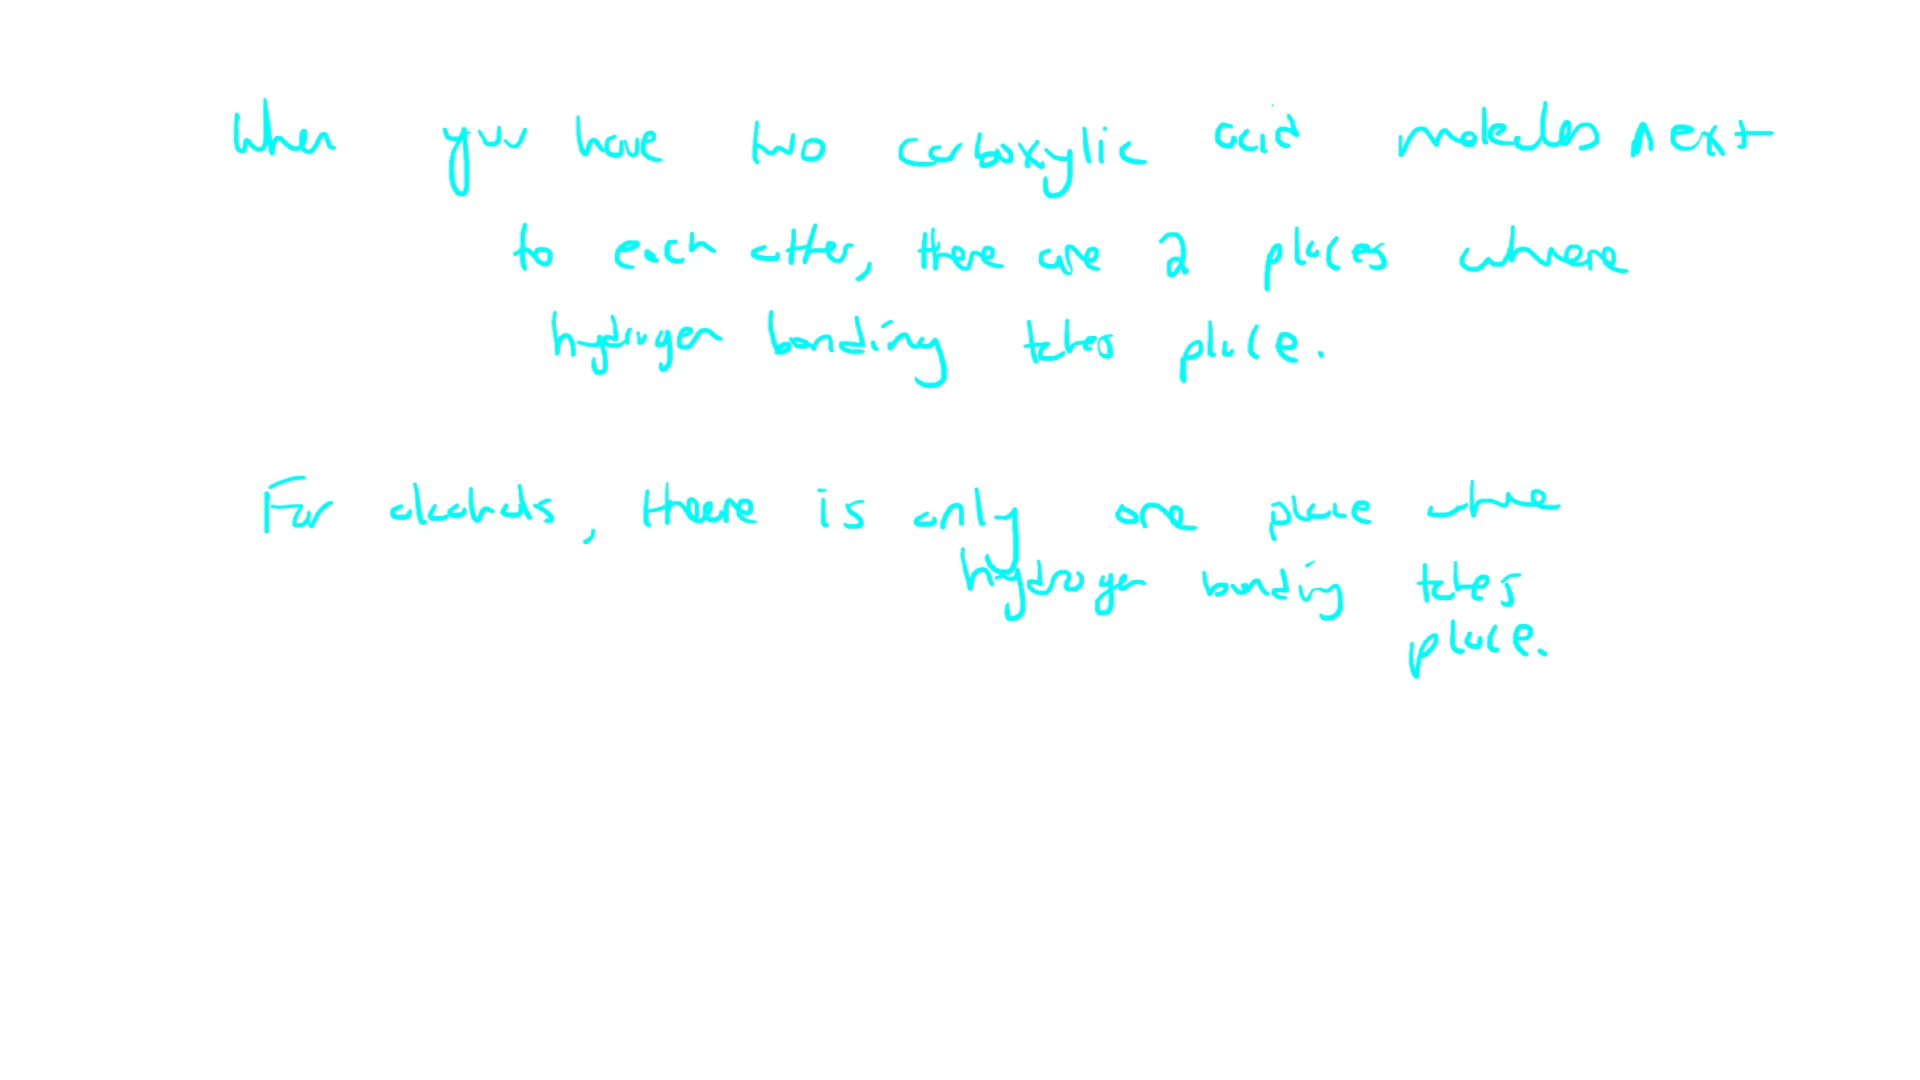 When you have two carboxylic acid molecules next
to each other, there are 2 places where
hydrogen bonding takes place.
For alcohols, there is only one place where
hydrogen bonding takes
place.